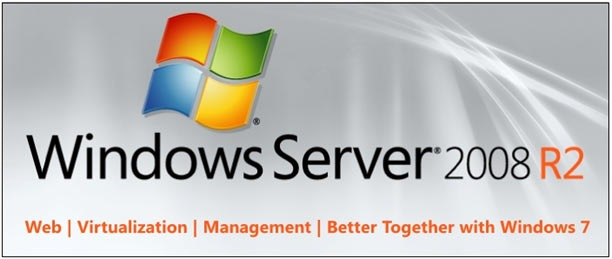 Windows Server® 2008 R2
Web | Virtualization | Management | Better Together with Windows 7